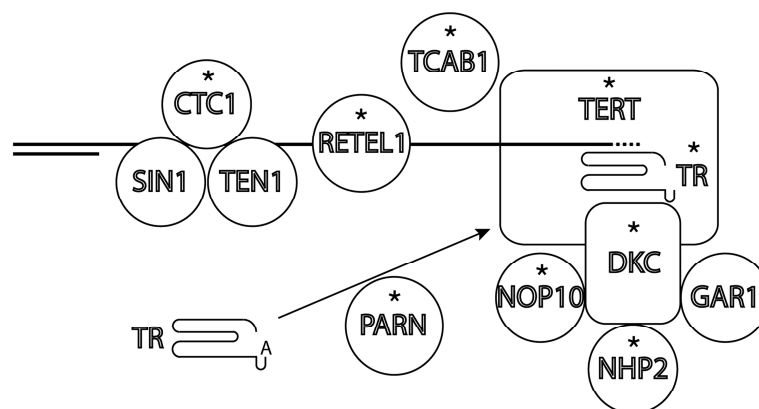 *
TCAB1
*
CTC1
*
TERT
*
RETEL1
*
TR
SIN1
TEN1
*
DKC
*
NOP10
GAR1
*
PARN
TR
A
U
U
*
NHP2